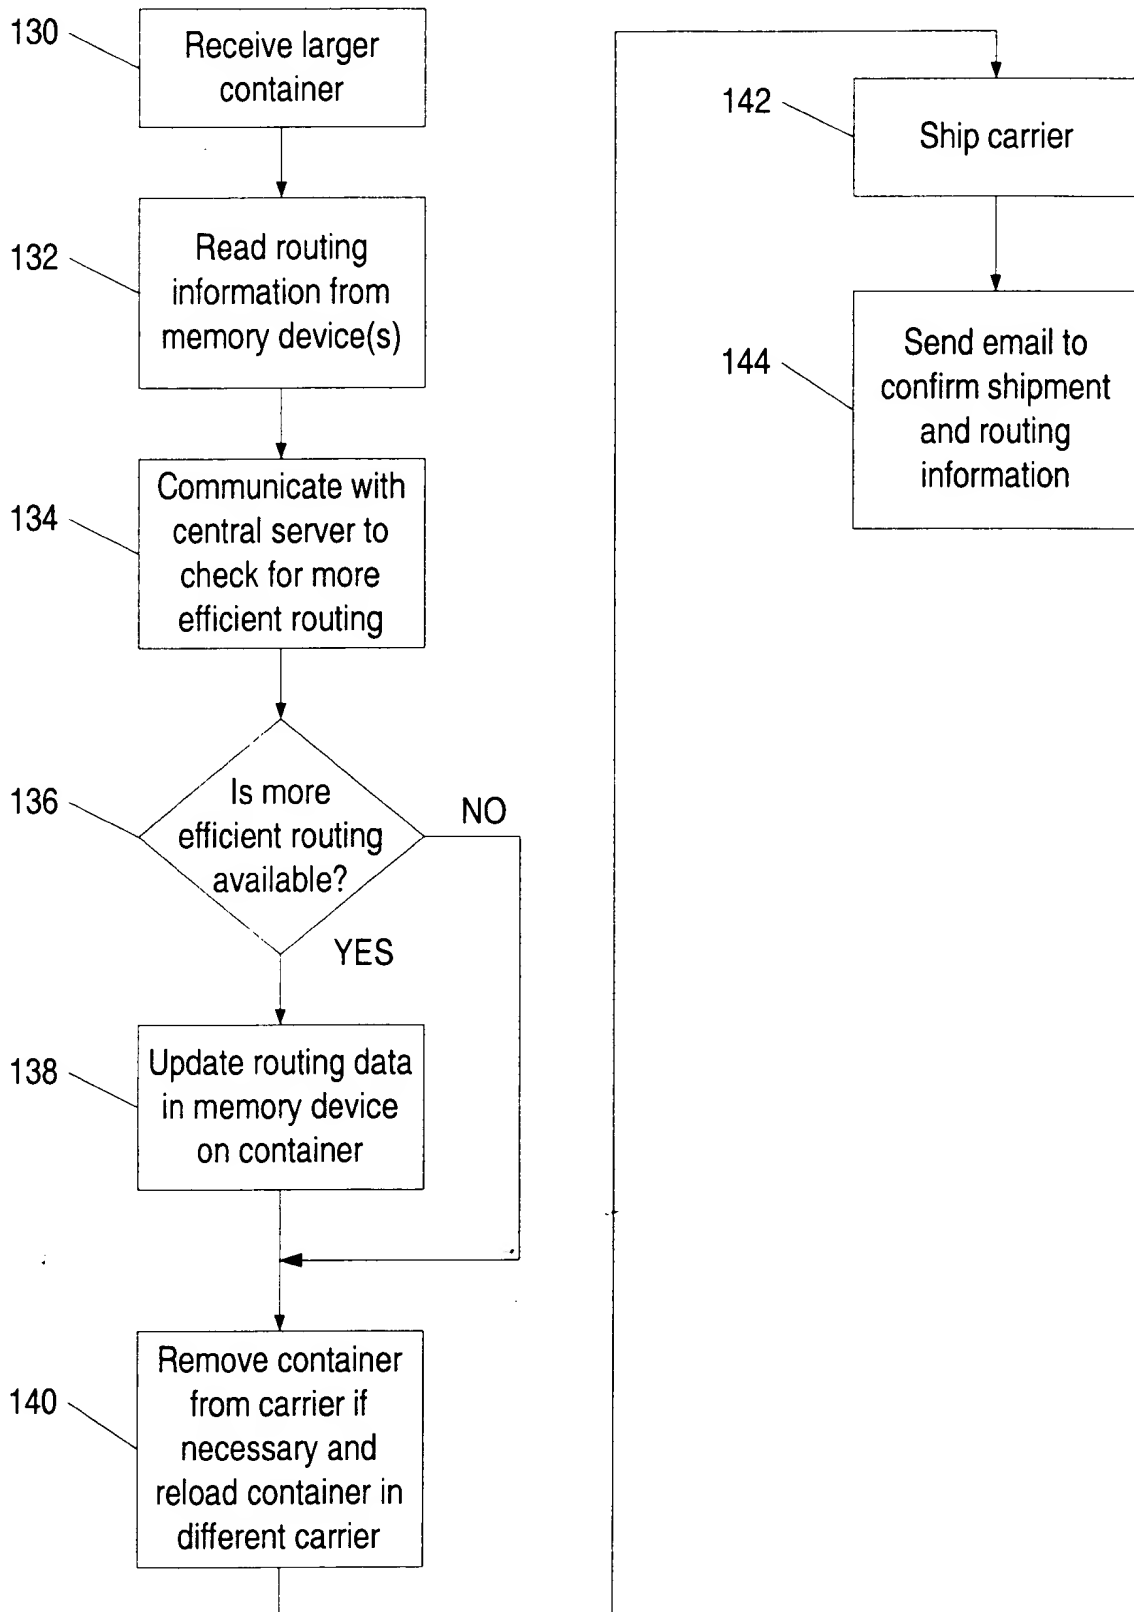 130
Receive larger
container
132
Read routing
information from
memory device(s)
134
Communicate with
central server to
check for more
efficient routing
136
Is more
efficient routing
available?
NO
YES
138
Update routing data
in memory device
on container
140
Remove container
from carrier if
necessary and
reload container in
different carrier
142
Ship carrier
144
Send email to
confirm shipment
and routing
information